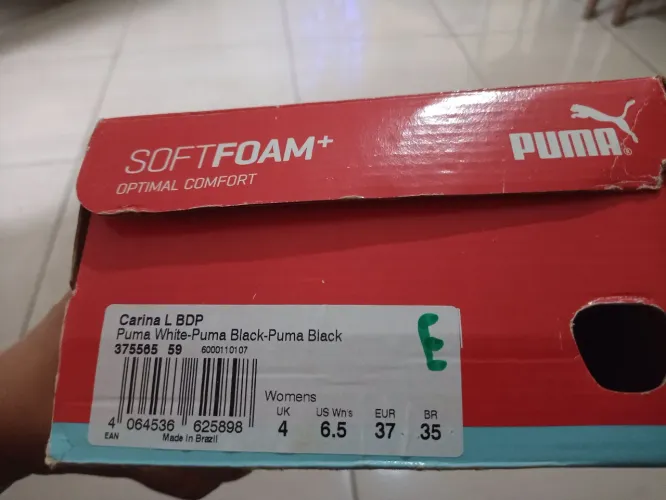 SOFTFOAM+
OPTIMAL COMFORT
PUMA®
Carina L BDP
Puma White-Puma Black-Puma Black
375565 59 6000110107
E
Womens
UK US Wn's EUR BR
4 6.5 37 35
4 064536 625898
EAN Made in Brazil